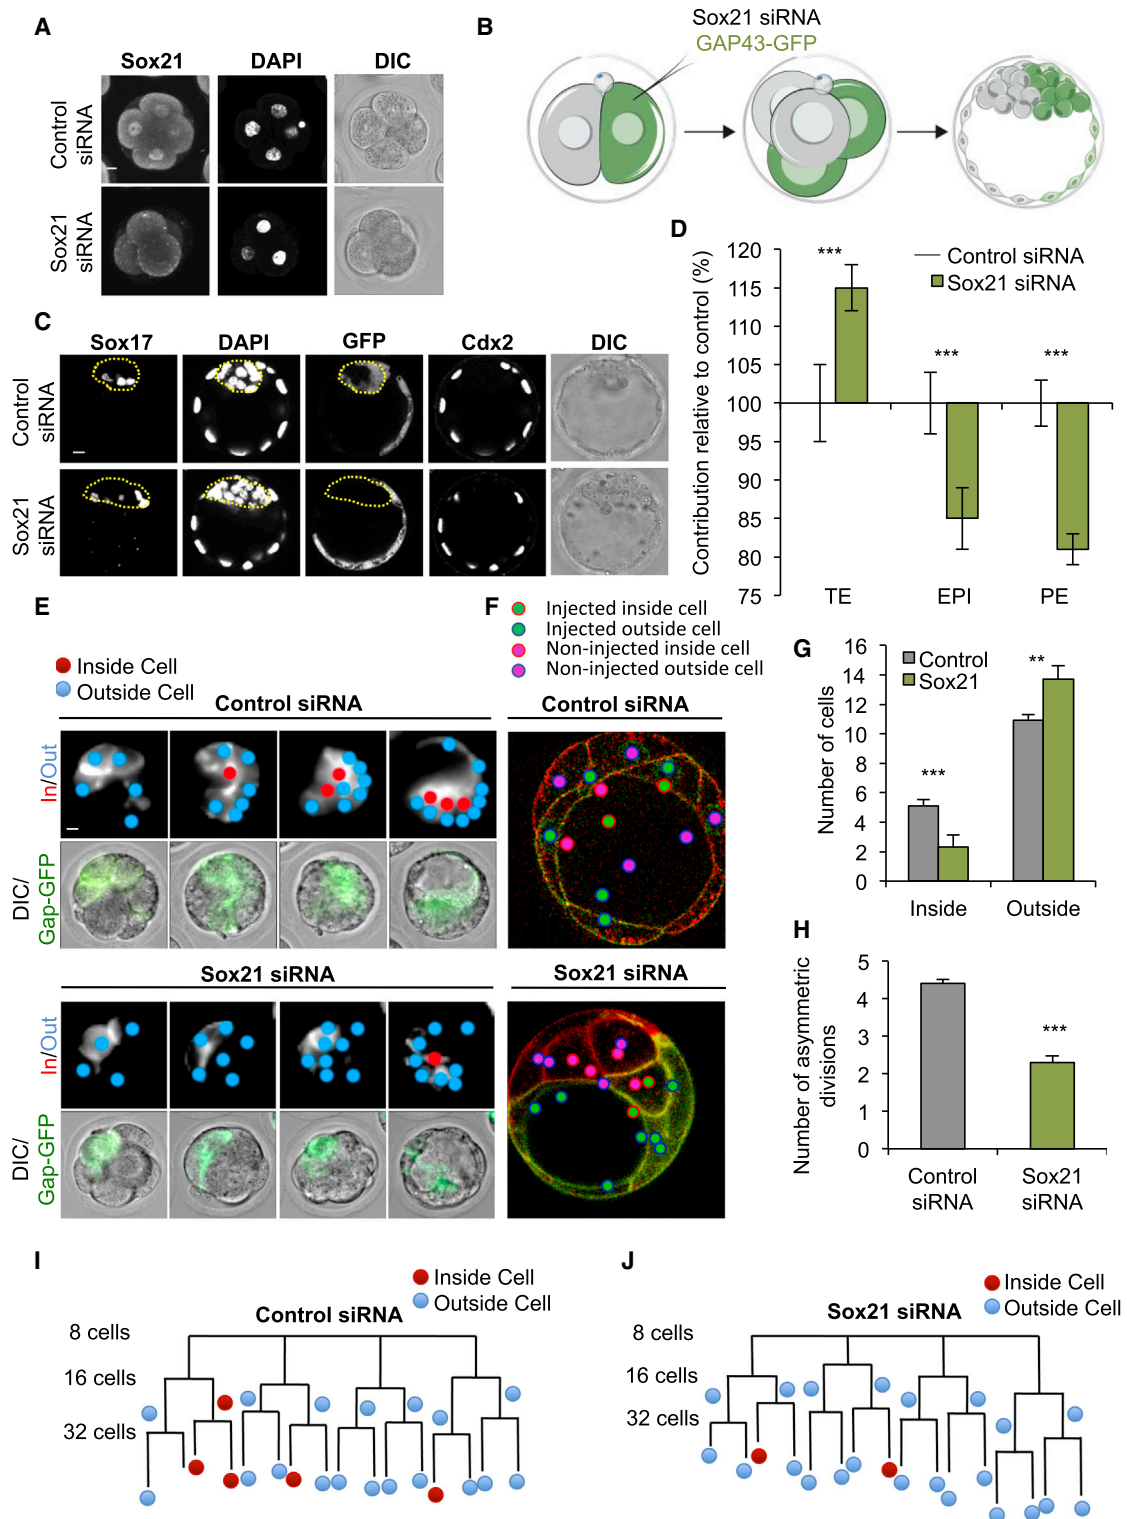 A
Sox21 DAPI DIC
Control siRNA
Sox21 siRNA
B
Sox21 siRNA
GAP43-GFP
C
Sox17 DAPI GFP Cdx2 DIC
Control siRNA
Sox21 siRNA
D
Contribution relative to control (%)
120
115
110
105
100
95
90
85
80
75
***
***
***
Control siRNA
Sox21 siRNA
TE EPI PE
E
Inside Cell
Outside Cell
Control siRNA
In/Out
DIC/
Gap-GFP
Sox21 siRNA
In/Out
DIC/
Gap-GFP
F
Injected inside cell
Injected outside cell
Non-injected inside cell
Non-injected outside cell
Control siRNA
Sox21 siRNA
G
Number of cells
16
14
12
10
8
6
4
2
0
Control
Sox21
***
**
Inside Outside
H
Number of asymmetric
divisions
5
4
3
2
1
0
***
Control siRNA
Sox21 siRNA
I
Inside Cell
Outside Cell
Control siRNA
8 cells
16 cells
32 cells
J
Inside Cell
Outside Cell
Sox21 siRNA
8 cells
16 cells
32 cells